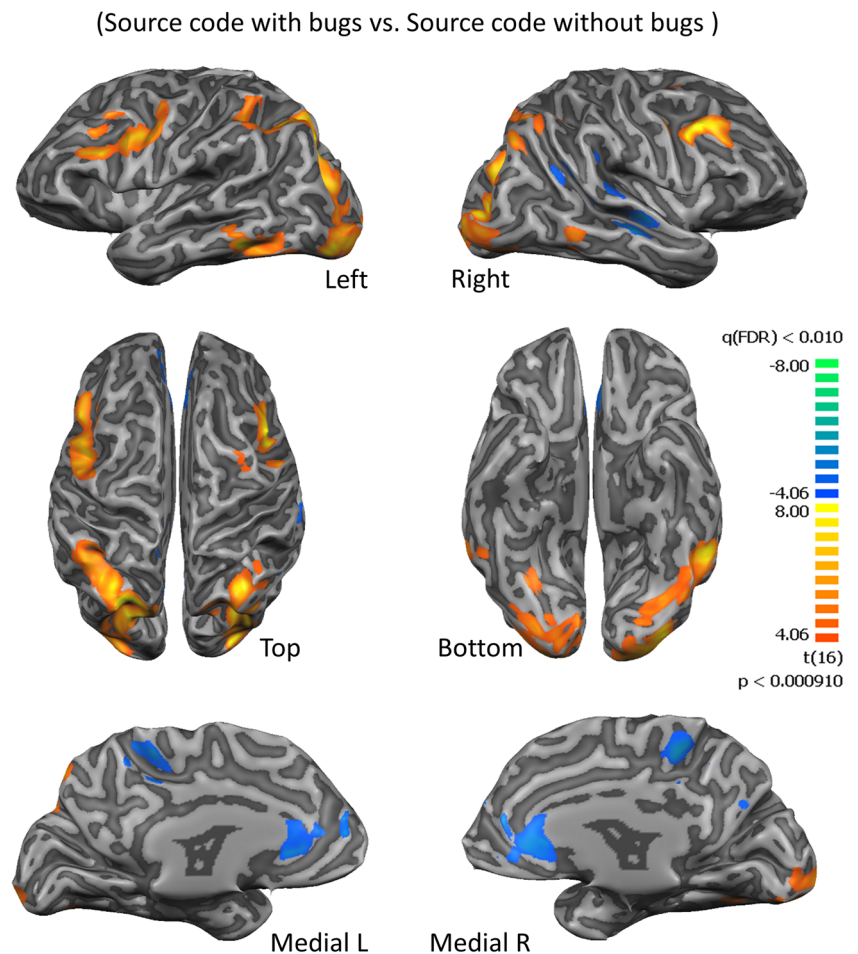 (Source code with bugs vs. Source code without bugs )
Left
Right
q(FDR) < 0.010
-8.00
-4.06
8.00
4.06
t(16)
p < 0.000910
Top
Bottom
Medial L
Medial R